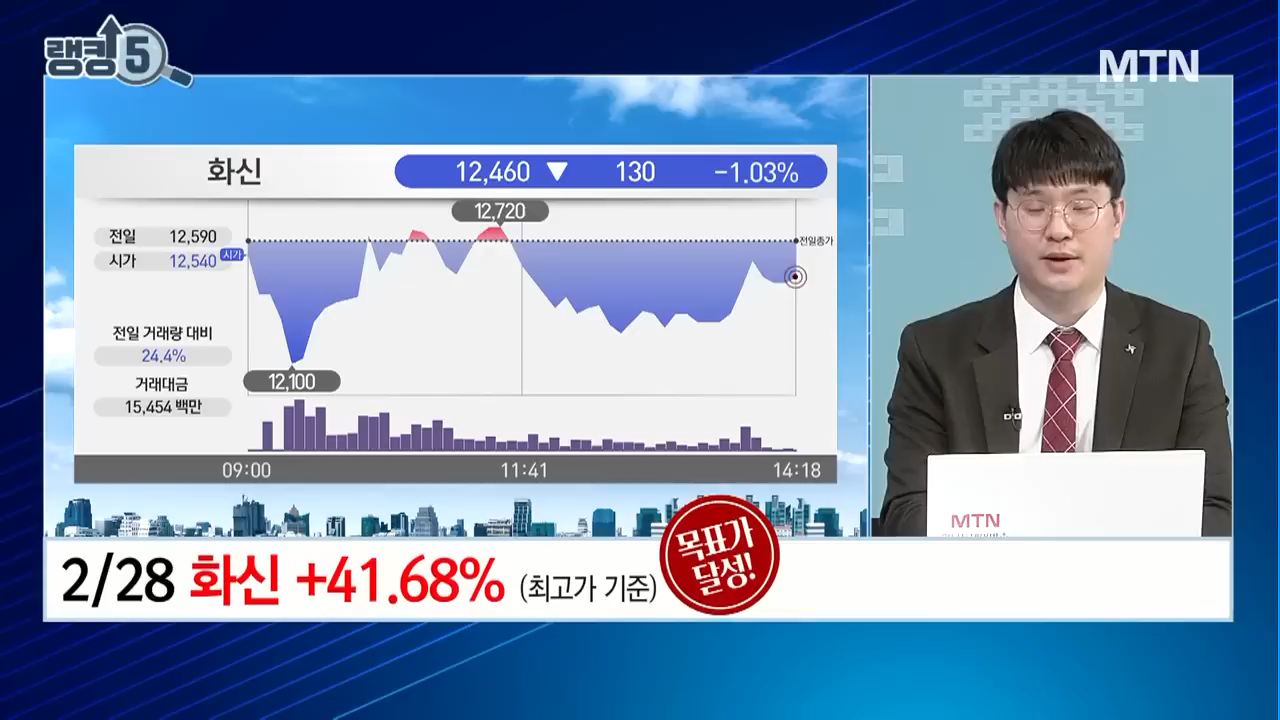 랭킹5
MTN
화신 12,460 ▼ 130 -1.03%
12,720
전일 12,590
전일종가
시가 12,540
시가
전일 거래량 대비
24.4%
거래대금
12,100
15,454 백만
09:00 11:41 14:18
MTN
2/28 화신 +41.68% (최고가 기준)
목표가
달성!